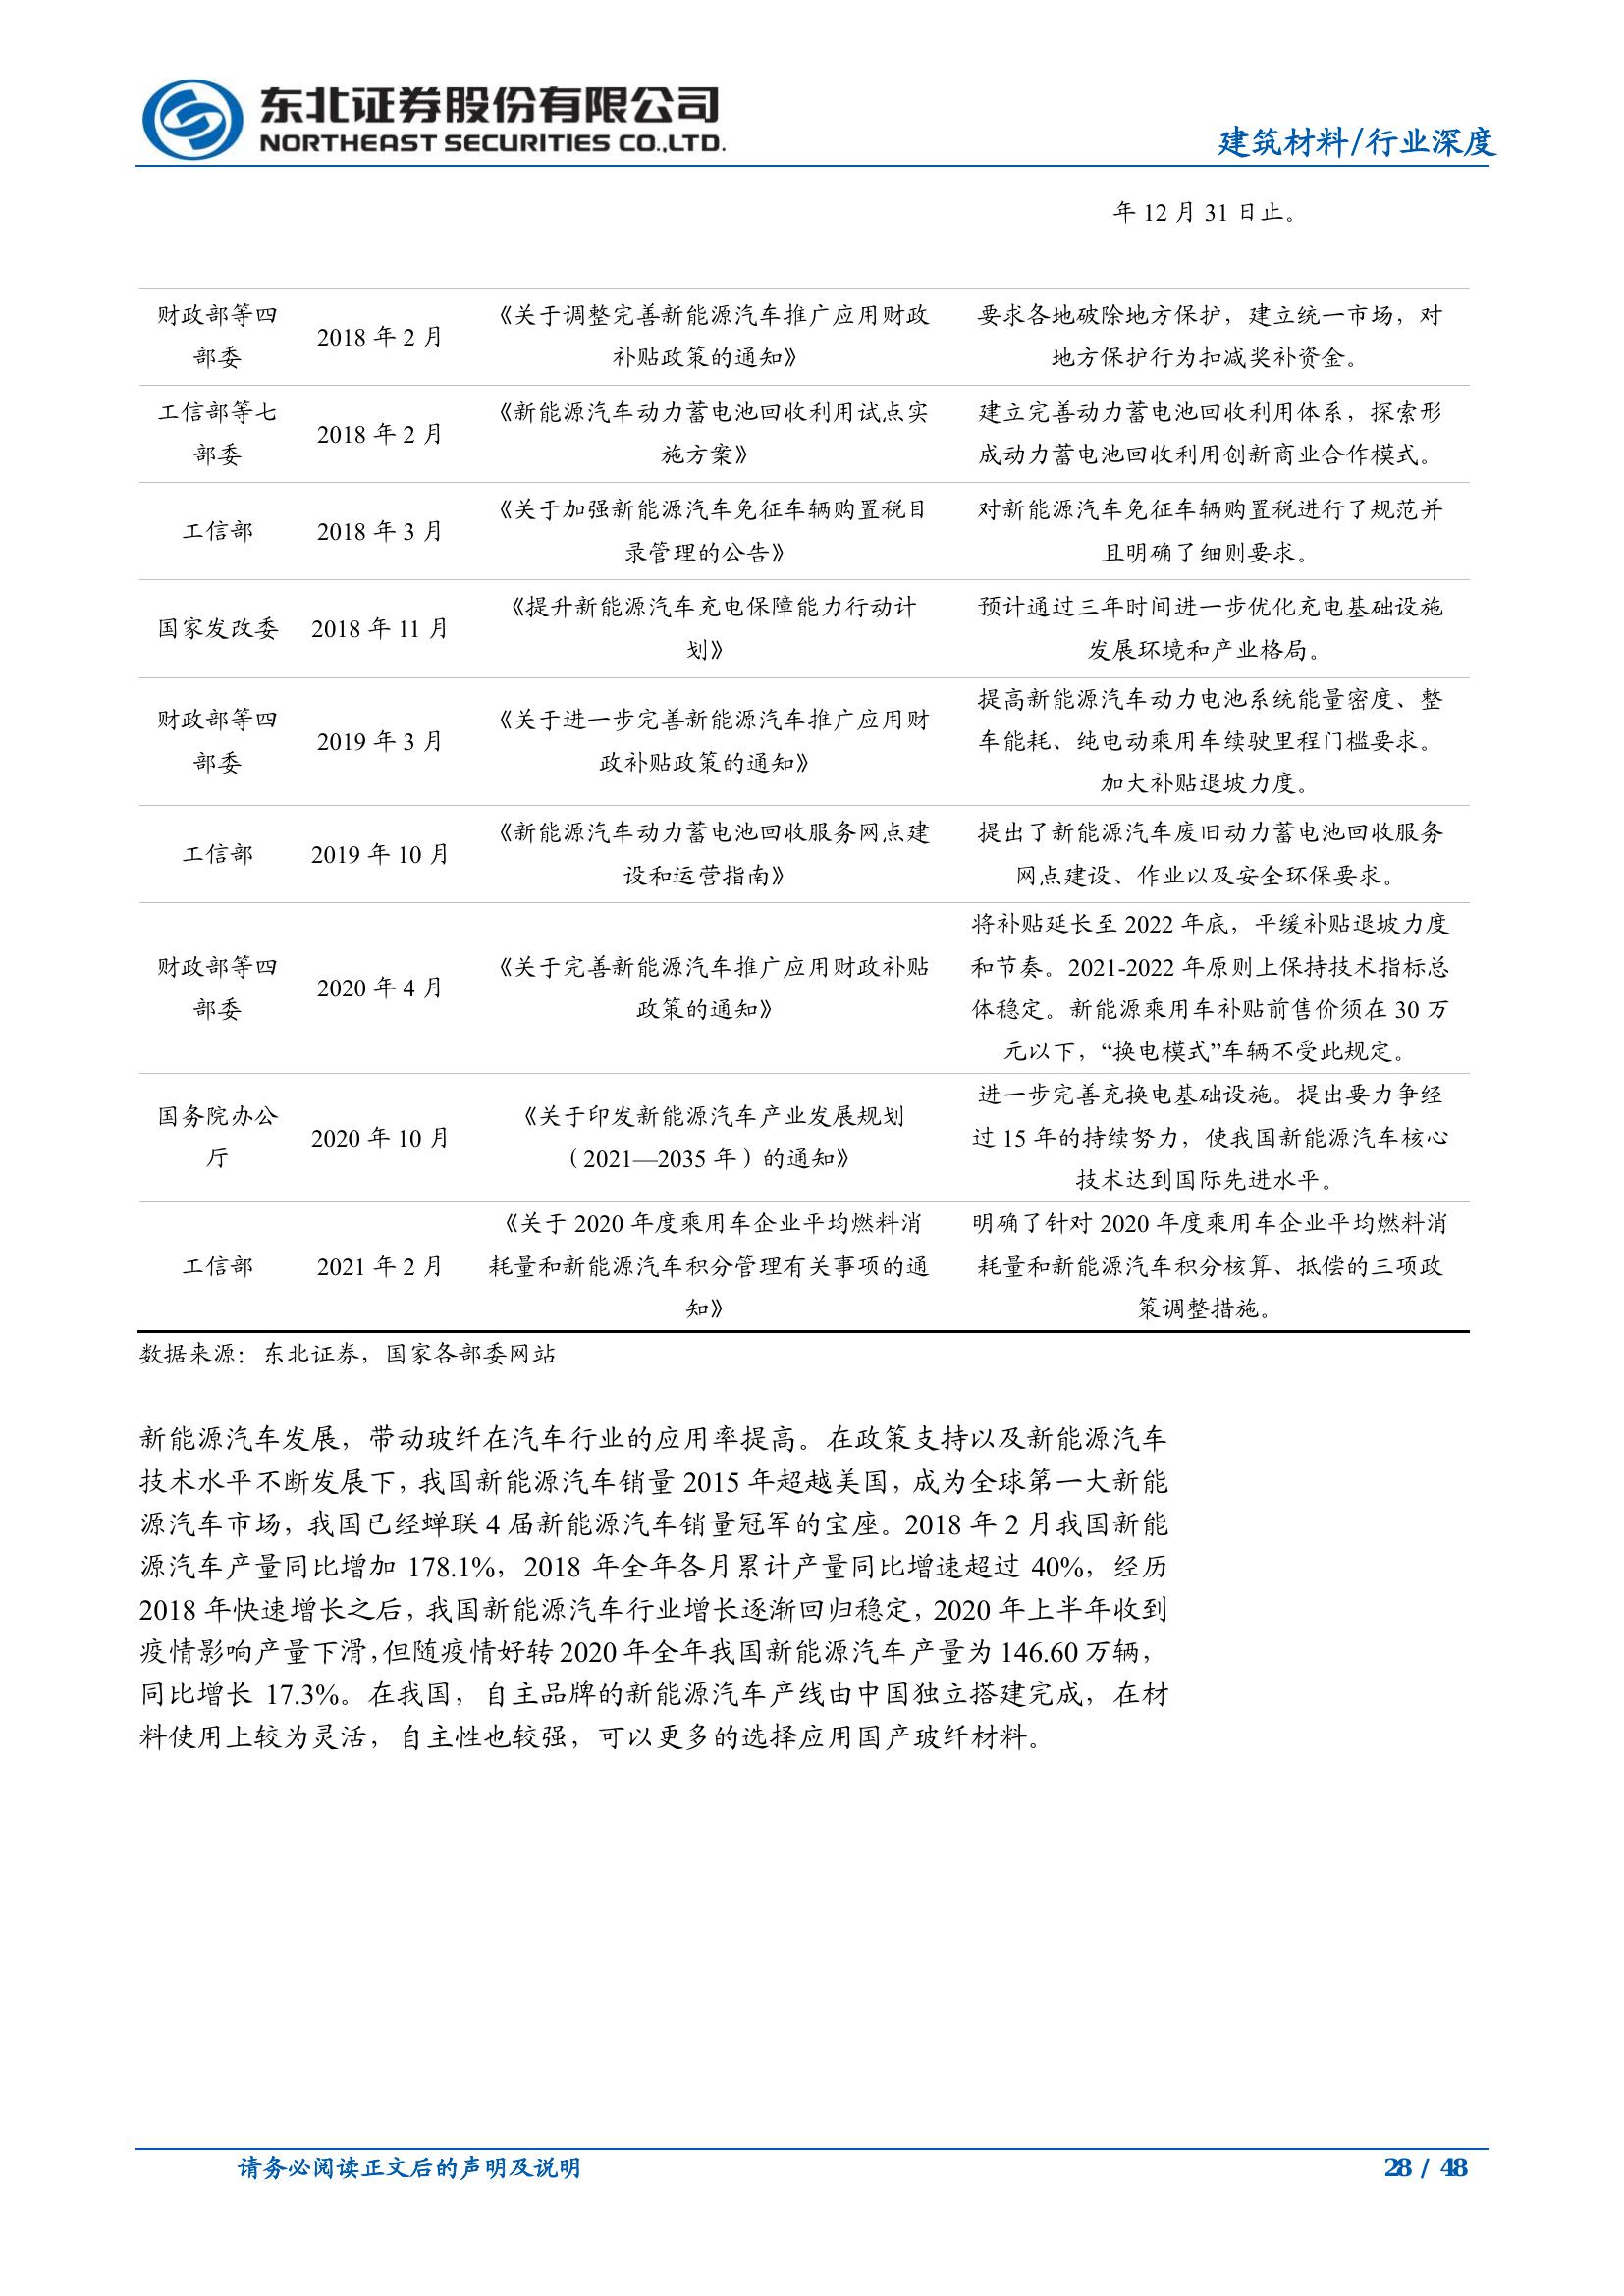 东北证券股份有限公司
NORTHEAST SECURITIES CO.,LTD.
建筑材料/行业深度
年 12 月 31 日止。
财政部等四
部委
2018 年 2 月
《关于调整完善新能源汽车推广应用财政
补贴政策的通知》
要求各地破除地方保护，建立统一市场，对
地方保护行为扣减奖补资金。
工信部等七
部委
2018 年 2 月
《新能源汽车动力蓄电池回收利用试点实
施方案》
建立完善动力蓄电池回收利用体系，探索形
成动力蓄电池回收利用创新商业合作模式。
工信部
2018 年 3 月
《关于加强新能源汽车免征车辆购置税目
录管理的公告》
对新能源汽车免征车辆购置税进行了规范并
且明确了细则要求。
国家发改委
2018 年 11 月
《提升新能源汽车充电保障能力行动计
划》
预计通过三年时间进一步优化充电基础设施
发展环境和产业格局。
财政部等四
部委
2019 年 3 月
《关于进一步完善新能源汽车推广应用财
政补贴政策的通知》
提高新能源汽车动力电池系统能量密度、整
车能耗、纯电动乘用车续驶里程门槛要求。
加大补贴退坡力度。
工信部
2019 年 10 月
《新能源汽车动力蓄电池回收服务网点建
设和运营指南》
提出了新能源汽车废旧动力蓄电池回收服务
网点建设、作业以及安全环保要求。
财政部等四
部委
2020 年 4 月
《关于完善新能源汽车推广应用财政补贴
政策的通知》
将补贴延长至 2022 年底，平缓补贴退坡力度
和节奏。2021-2022 年原则上保持技术指标总
体稳定。新能源乘用车补贴前售价须在 30 万
元以下，“换电模式”车辆不受此规定。
国务院办公
厅
2020 年 10 月
《关于印发新能源汽车产业发展规划
（2021—2035 年）的通知》
进一步完善充换电基础设施。提出要力争经
过 15 年的持续努力，使我国新能源汽车核心
技术达到国际先进水平。
工信部
2021 年 2 月
《关于 2020 年度乘用车企业平均燃料消
耗量和新能源汽车积分管理有关事项的通
知》
明确了针对 2020 年度乘用车企业平均燃料消
耗量和新能源汽车积分核算、抵偿的三项政
策调整措施。
数据来源：东北证券，国家各部委网站
新能源汽车发展，带动玻纤在汽车行业的应用率提高。在政策支持以及新能源汽车
技术水平不断发展下，我国新能源汽车销量 2015 年超越美国，成为全球第一大新能
源汽车市场，我国已经蝉联 4 届新能源汽车销量冠军的宝座。2018 年 2 月我国新能
源汽车产量同比增加 178.1%，2018 年全年各月累计产量同比增速超过 40%，经历
2018 年快速增长之后，我国新能源汽车行业增长逐渐回归稳定，2020 年上半年收到
疫情影响产量下滑，但随疫情好转 2020 年全年我国新能源汽车产量为 146.60 万辆，
同比增长 17.3%。在我国，自主品牌的新能源汽车产线由中国独立搭建完成，在材
料使用上较为灵活，自主性也较强，可以更多的选择应用国产玻纤材料。
请务必阅读正文后的声明及说明
28 / 48